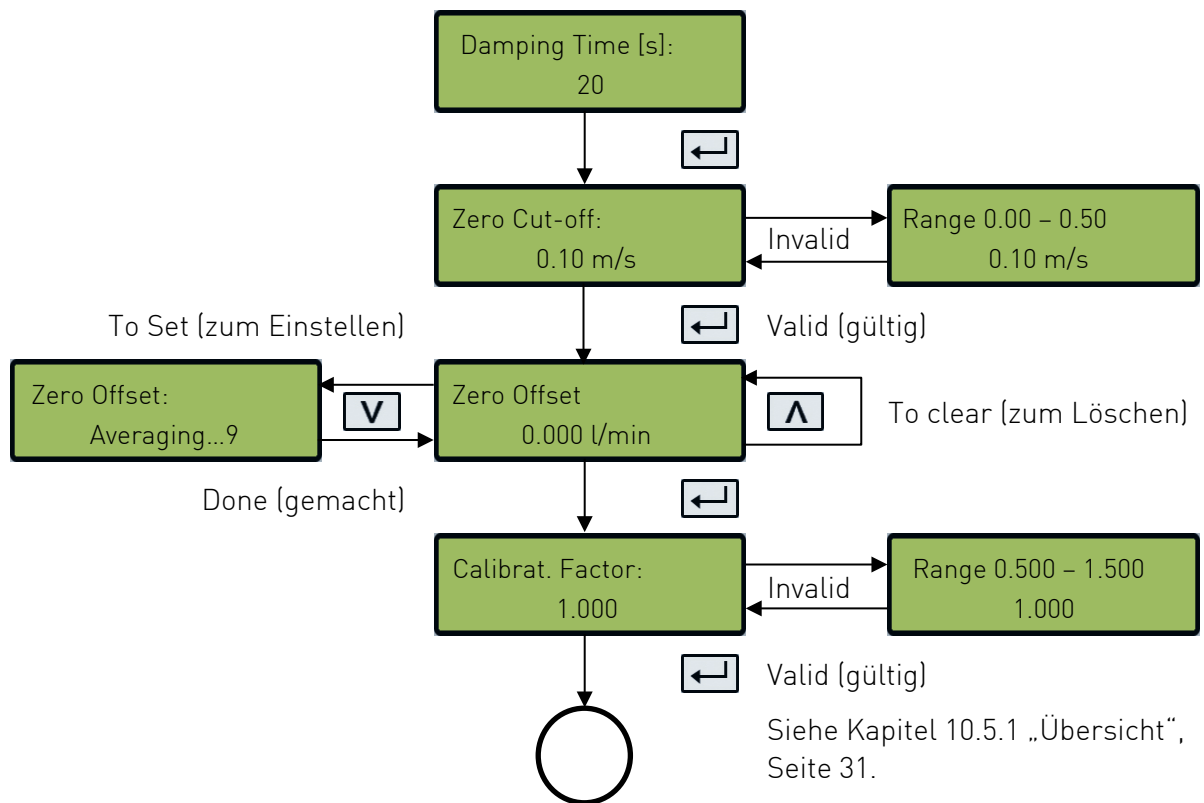 Damping Time [s]:
20
Zero Cut-off:
0.10 m/s
Invalid
Range 0.00 – 0.50
0.10 m/s
To Set (zum Einstellen)
Valid (gültig)
Zero Offset:
Averaging...9
V
Zero Offset
0.000 l/min
Λ
To clear (zum Löschen)
Done (gemacht)
Calibrat. Factor:
1.000
Invalid
Range 0.500 – 1.500
1.000
Valid (gültig)
Siehe Kapitel 10.5.1 „Übersicht“,
Seite 31.